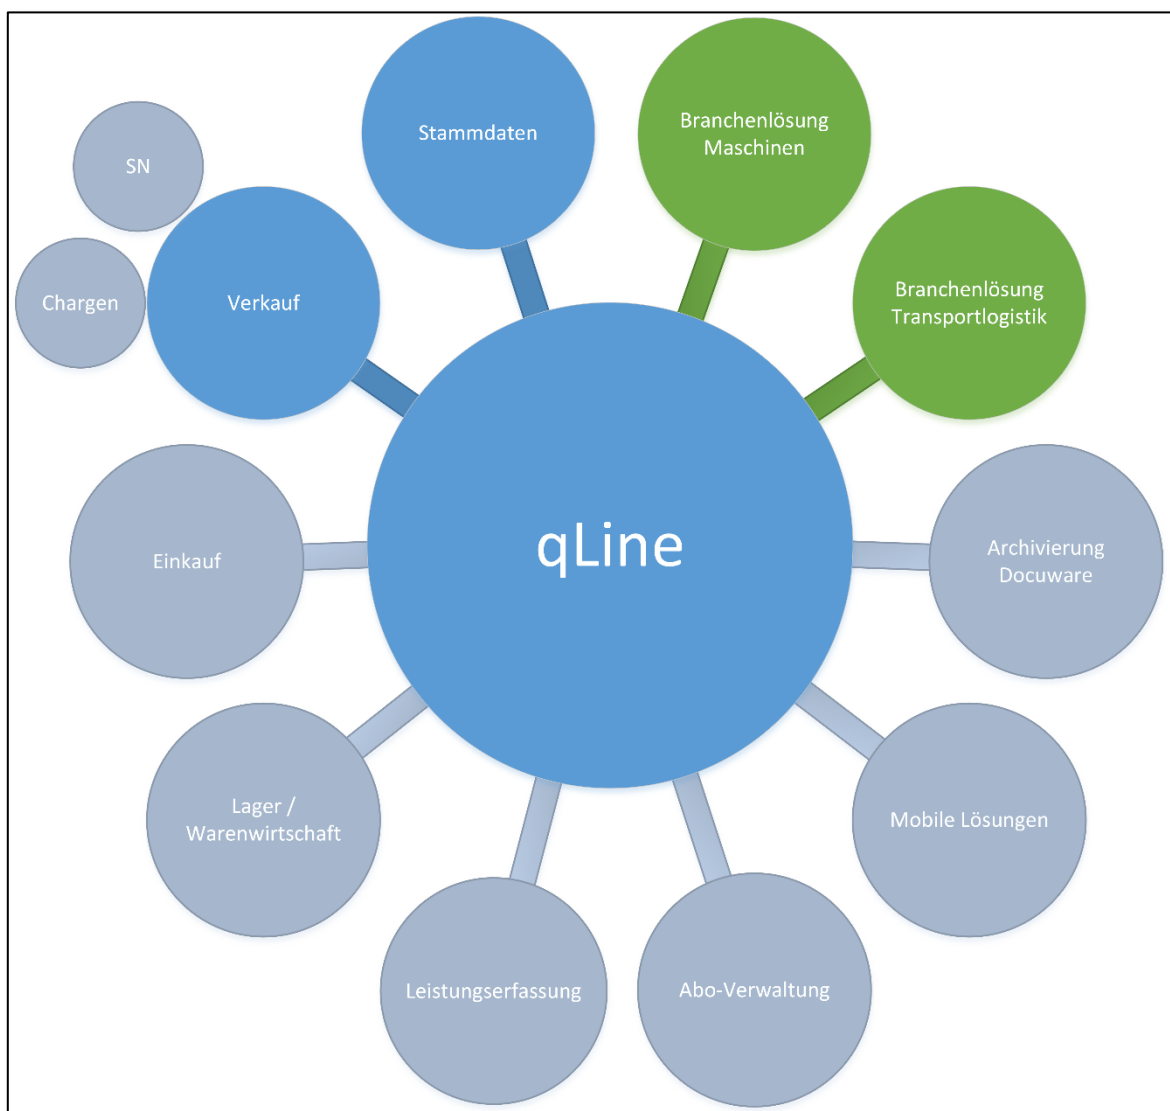 Stammdaten
Branchenlösung
Maschinen
SN
Chargen
Verkauf
Branchenlösung
Transportlogistik
qLine
Einkauf
Archivierung
Docuware
Lager /
Warenwirtschaft
Mobile Lösungen
Leistungserfassung
Abo-Verwaltung